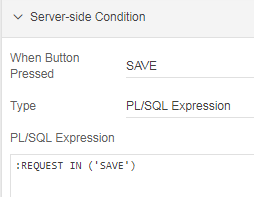 Server-side Condition
When Button
Pressed
SAVE
Type
PL/SQL Expression
PL/SQL Expression
:REQUEST IN ('SAVE')